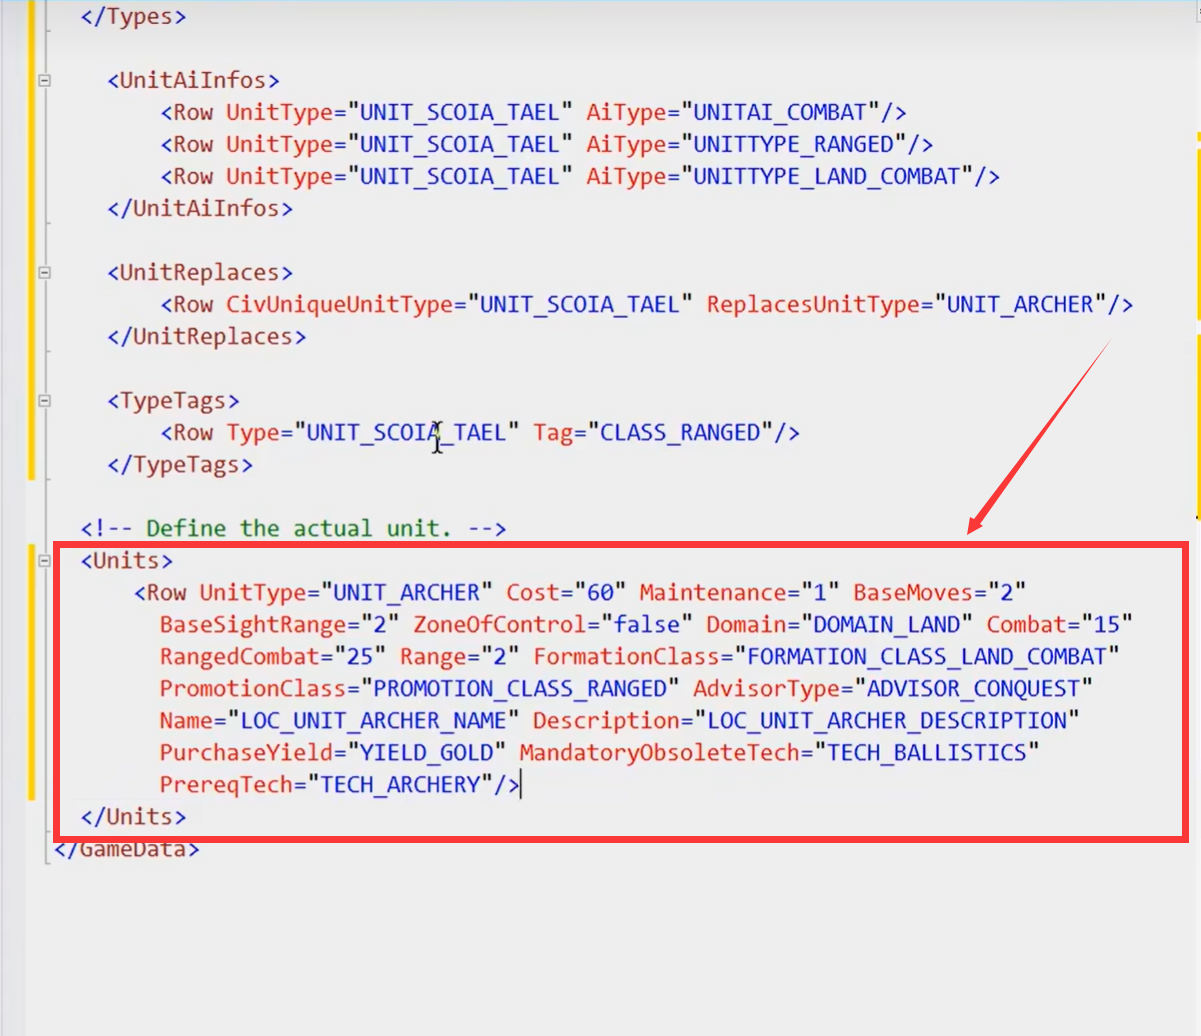 </Types>
<UnitAiInfos>
<Row UnitType="UNIT_SCOIA_TAEL" AiType="UNITAI_COMBAT"/>
<Row UnitType="UNIT_SCOIA_TAEL" AiType="UNITTYPE_RANGED"/>
<Row UnitType="UNIT_SCOIA_TAEL" AiType="UNITTYPE_LAND_COMBAT"/>
</UnitAiInfos>
<UnitReplaces>
<Row CivUniqueUnitType="UNIT_SCOIA_TAEL" ReplacesUnitType="UNIT_ARCHER"/>
</UnitReplaces>
<TypeTags>
<Row Type="UNIT_SCOIA_TAEL" Tag="CLASS_RANGED"/>
</TypeTags>
<!-- Define the actual unit. -->
<Units>
<Row UnitType="UNIT_ARCHER" Cost="60" Maintenance="1" BaseMoves="2"
BaseSightRange="2" ZoneOfControl="false" Domain="DOMAIN_LAND" Combat="15"
RangedCombat="25" Range="2" FormationClass="FORMATION_CLASS_LAND_COMBAT"
PromotionClass="PROMOTION_CLASS_RANGED" AdvisorType="ADVISOR_CONQUEST"
Name="LOC_UNIT_ARCHER_NAME" Description="LOC_UNIT_ARCHER_DESCRIPTION"
PurchaseYield="YIELD_GOLD" MandatoryObsoleteTech="TECH_BALLISTICS"
PrereqTech="TECH_ARCHERY"/>
</Units>
</GameData>